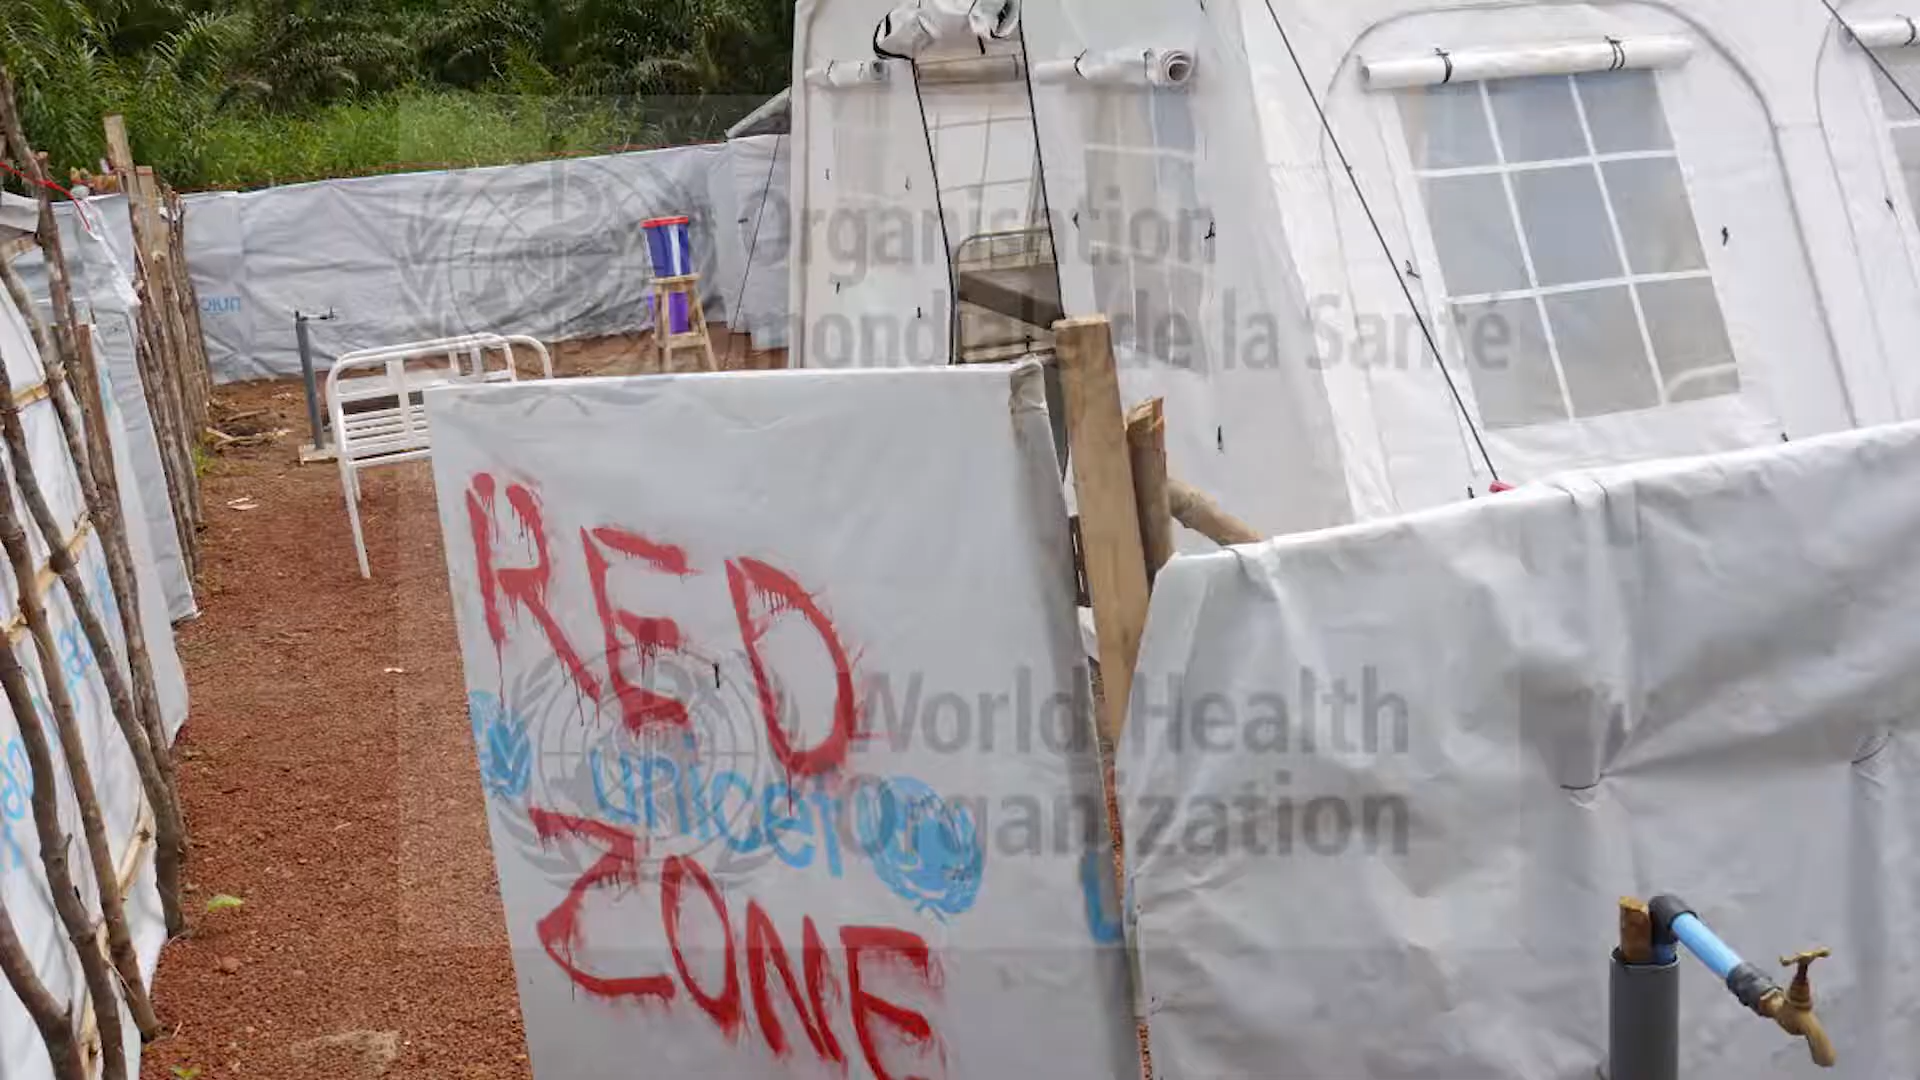 Organisation
mondiale de la Santé
RED
World Health
unicef
Organization
ZONE